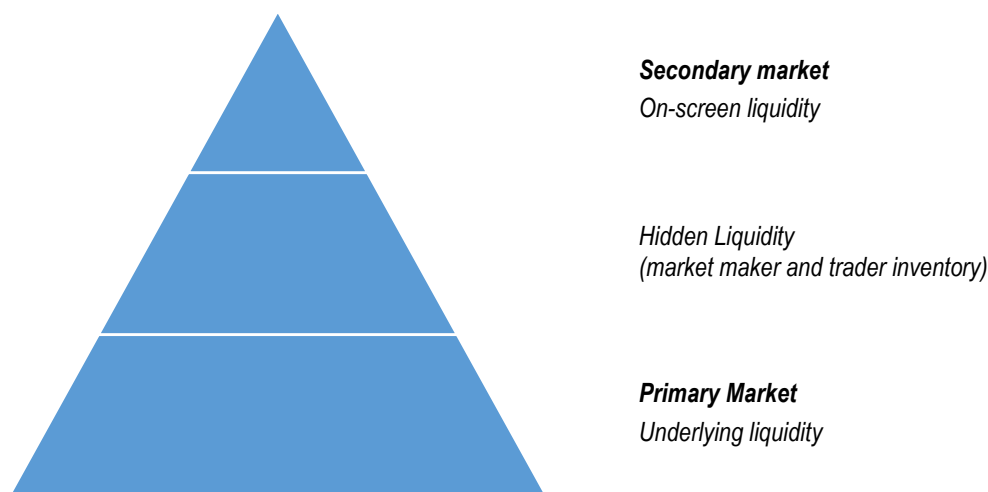 Secondary market
On-screen liquidity
Hidden Liquidity
(market maker and trader inventory)
Primary Market
Underlying liquidity